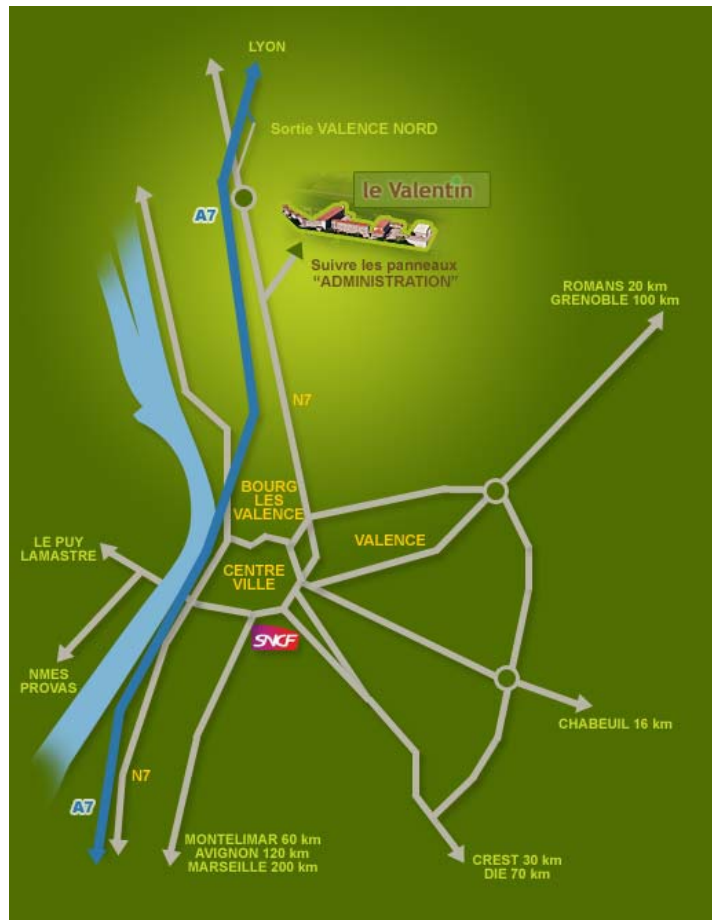 LYON
Sortie VALENCE NORD
le Valentin
A7
Suivre les panneaux
“ADMINISTRATION”
ROMANS 20 km
GRENOBLE 100 km
N7
BOURG
LES
VALENCE
VALENCE
LE PUY
LAMASTRE
CENTRE
VILLE
SNCF
NMES
PROVAS
CHABEUIL 16 km
N7
A7
MONTELIMAR 60 km
AVIGNON 120 km
MARSEILLE 200 km
CREST 30 km
DIE 70 km